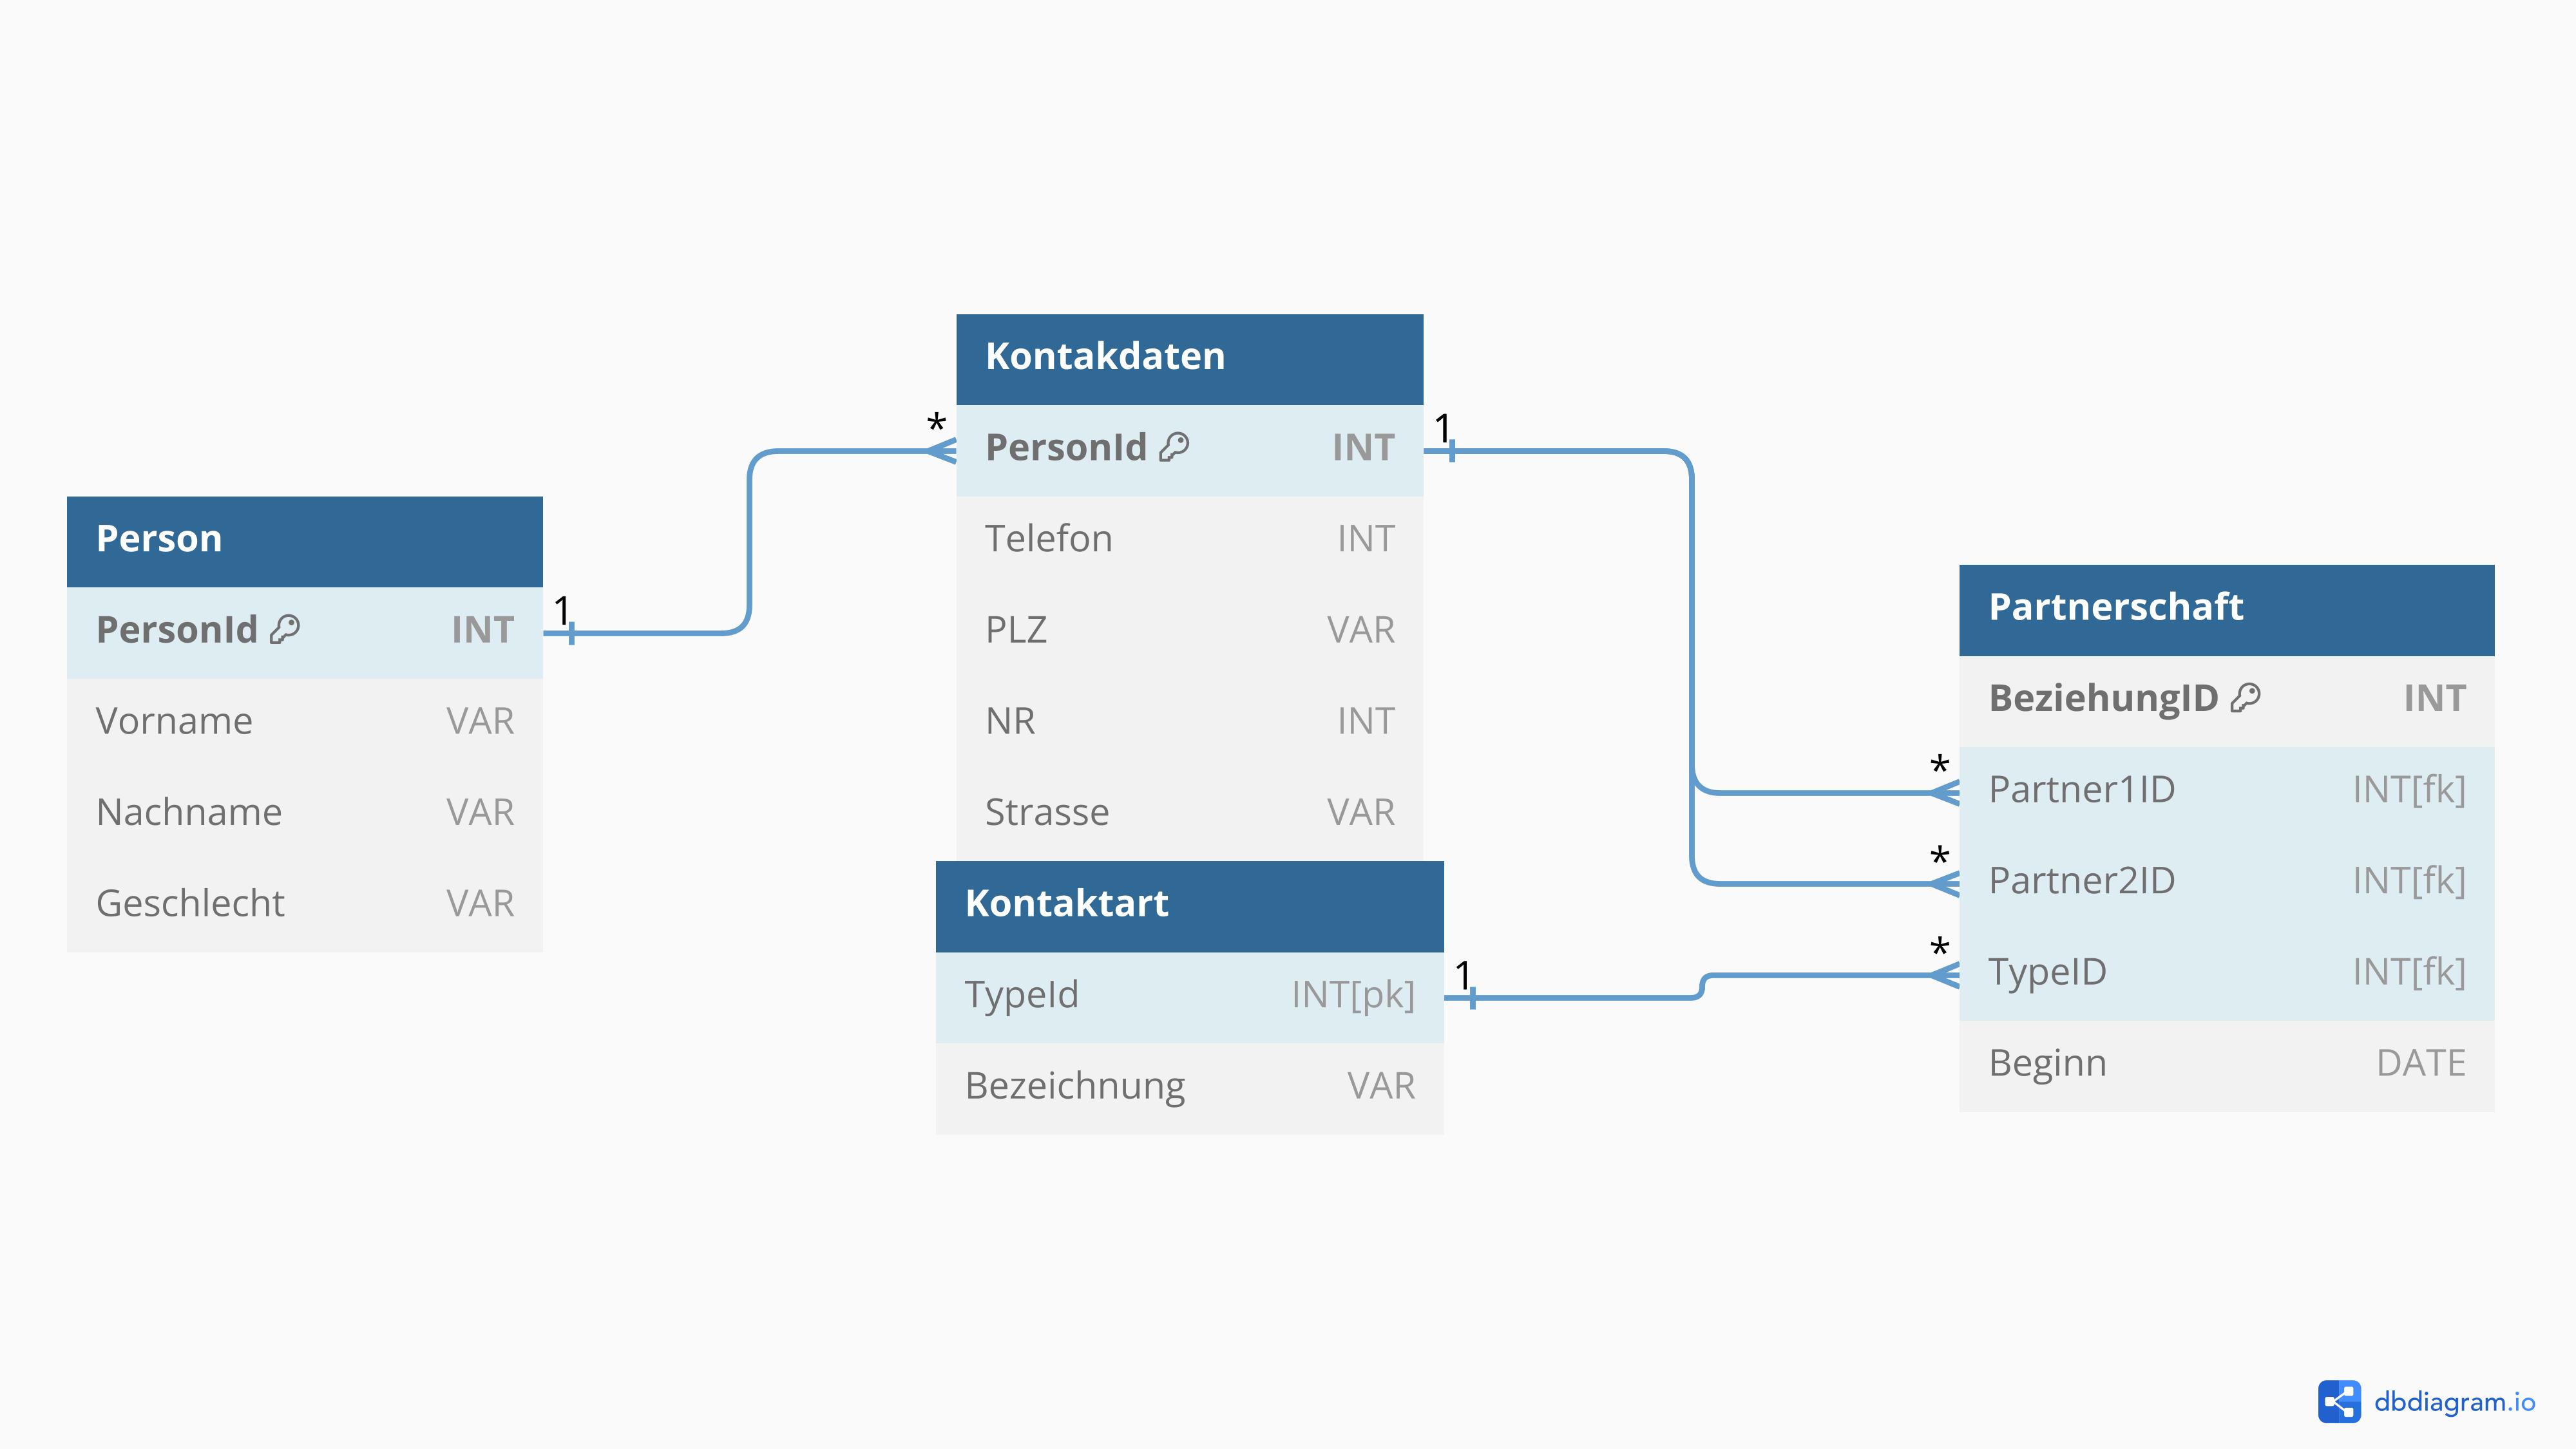 Person
PersonId INT
Vorname VAR
Nachname VAR
Geschlecht VAR
1
*
Kontakdaten
PersonId INT
Telefon INT
PLZ VAR
NR INT
Strasse VAR
1
Kontaktart
TypeId INT[pk]
Bezeichnung VAR
1
Partnerschaft
BeziehungID INT
* Partner1ID INT[fk]
* Partner2ID INT[fk]
* TypeID INT[fk]
Beginn DATE
dbdiagram.io